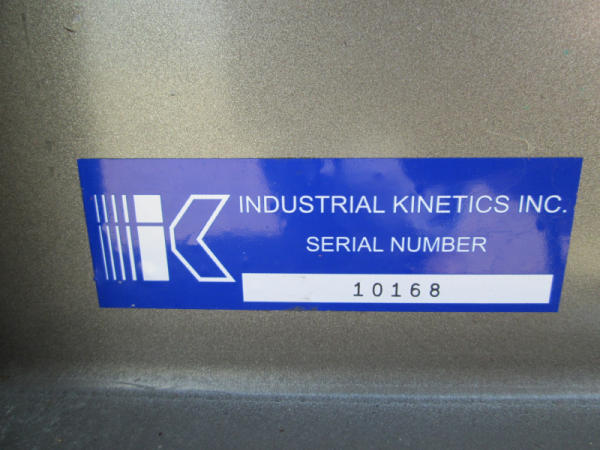 INDUSTRIAL KINETICS INC.
SERIAL NUMBER
10168